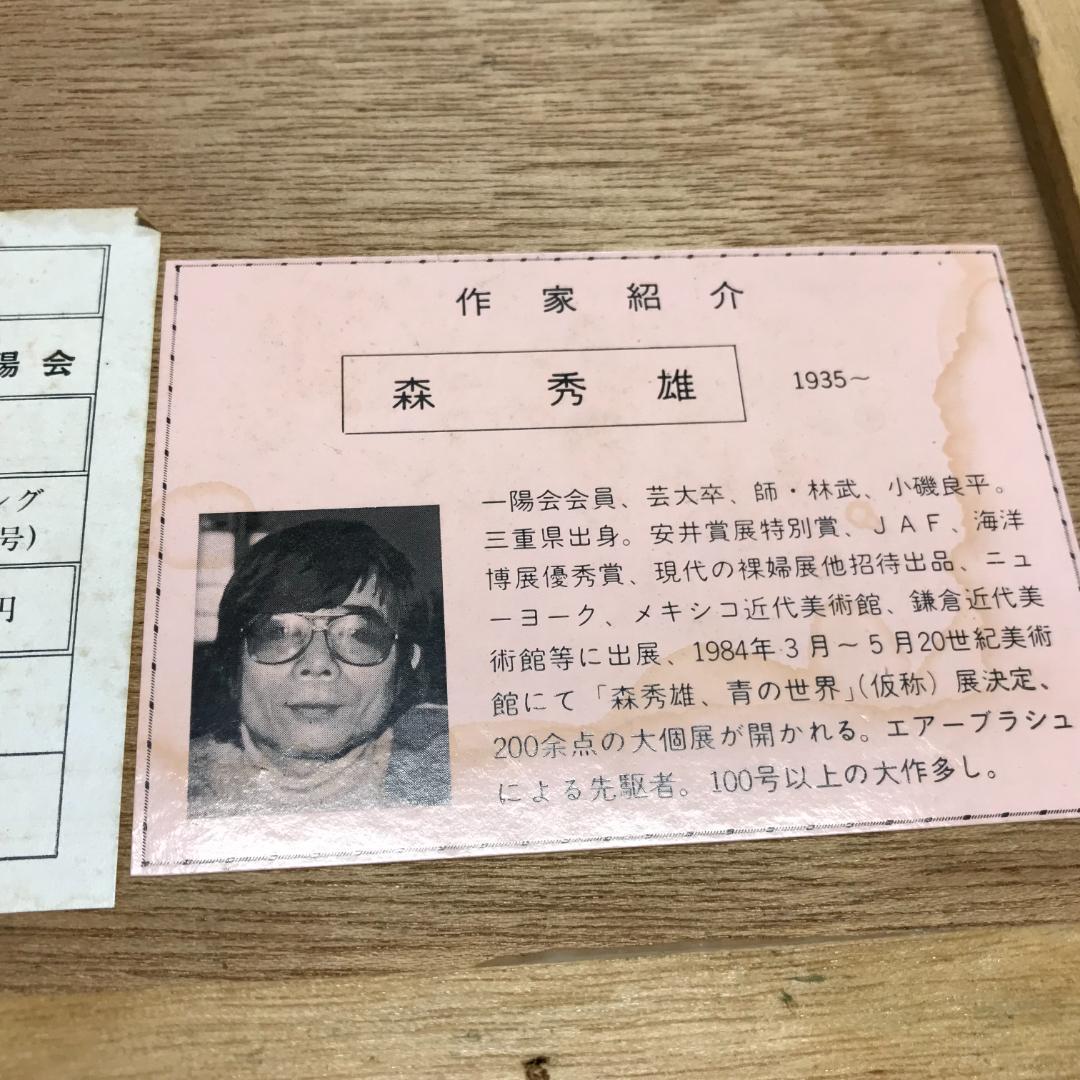 陽会
ング
号)
円
作家紹介
森 秀雄
1935~
一陽会会員、芸大卒、師・林武、小磯良平。
三重県出身。安井賞展特別賞、JAF、海洋
博展優秀賞、現代の裸婦展他招待出品、ニュ
ーヨーク、メキシコ近代美術館、鎌倉近代美
術館等に出展、1984年3月~5月20世紀美術
館にて「森秀雄、青の世界」(仮称)展決定、
200余点の大個展が開かれる。エアーブラシュ
による先駆者。100号以上の大作多し。